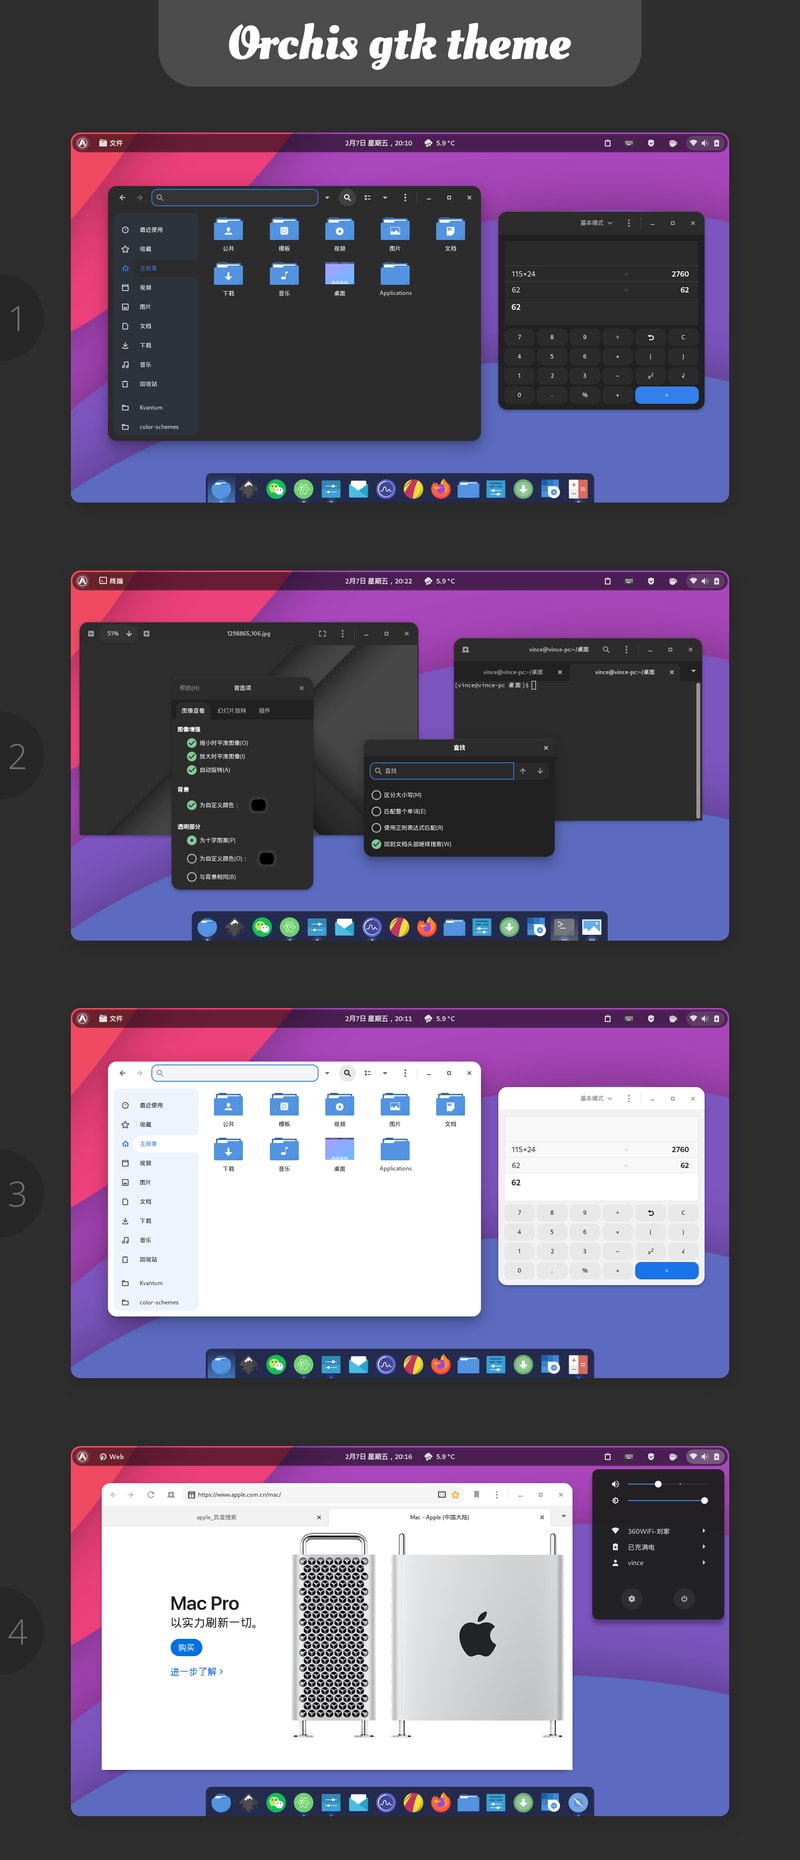 Orchis gtk theme
1
文件
2月7日 星期五，20:10
5.9 °C
最近使用
收藏
主目录
视频
图片
文档
下载
音乐
回收站
Kvantum
color-schemes
公共
模板
视频
图片
文档
下载
音乐
桌面
Applications
基本模式
115×24 = 2760
62 = 62
62
7 8 9 ÷ C
4 5 6 × ( )
1 2 3 − x² √
0 . % + =
2
终端
2月7日 星期五，20:22
5.9 °C
51%
1298865,106.jpg
帮助(H)
首选项
图像查看
幻灯片放映
插件
图像增强
缩小时平滑图像(O)
放大时平滑图像(I)
自动旋转(A)
背景
为自定义颜色：
透明部分
为十字图案(P)
为自定义颜色(O)：
与背景相同(B)
vince@vince-pc:~/桌面
vince@vince-pc:~/桌面
vince@vince-pc:~/桌面
[vince@vince-pc 桌面]$
查找
查找
区分大小写(M)
匹配整个单词(E)
使用正则表达式匹配(R)
回到文档头部继续搜索(W)
3
文件
2月7日 星期五，20:11
5.9 °C
最近使用
收藏
主目录
视频
图片
文档
下载
音乐
回收站
Kvantum
color-schemes
公共
模板
视频
图片
文档
下载
音乐
桌面
Applications
基本模式
115×24 = 2760
62 = 62
62
7 8 9 ÷ C
4 5 6 × ( )
1 2 3 − x² √
0 . % + =
4
Web
2月7日 星期五，20:16
5.9 °C
https://www.apple.com.cn/mac/
apple_百度搜索
Mac - Apple (中国大陆)
Mac Pro
以实力刷新一切。
购买
进一步了解 ›
360WiFi-刘家
已充满电
vince